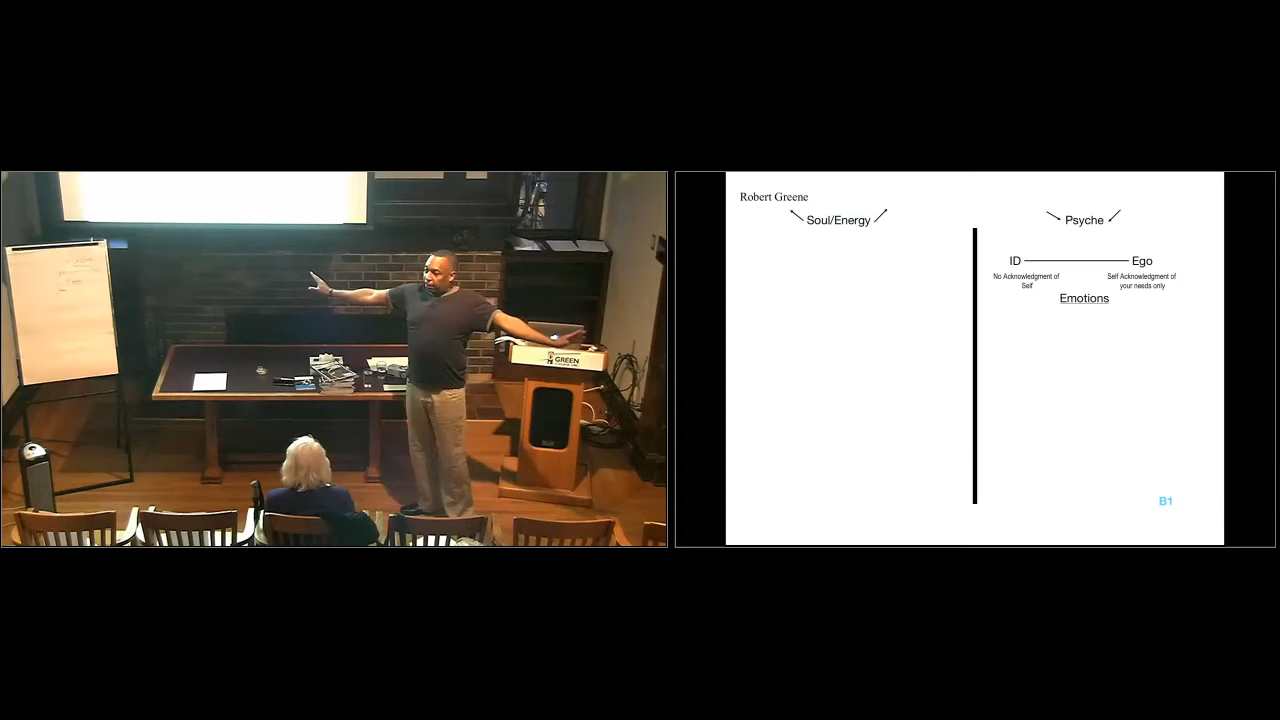 GREEN
Robert Greene
Soul/Energy
Psyche
ID
Ego
No Acknowledgment of
Self
Self Acknowledgment of
your needs only
Emotions
B1